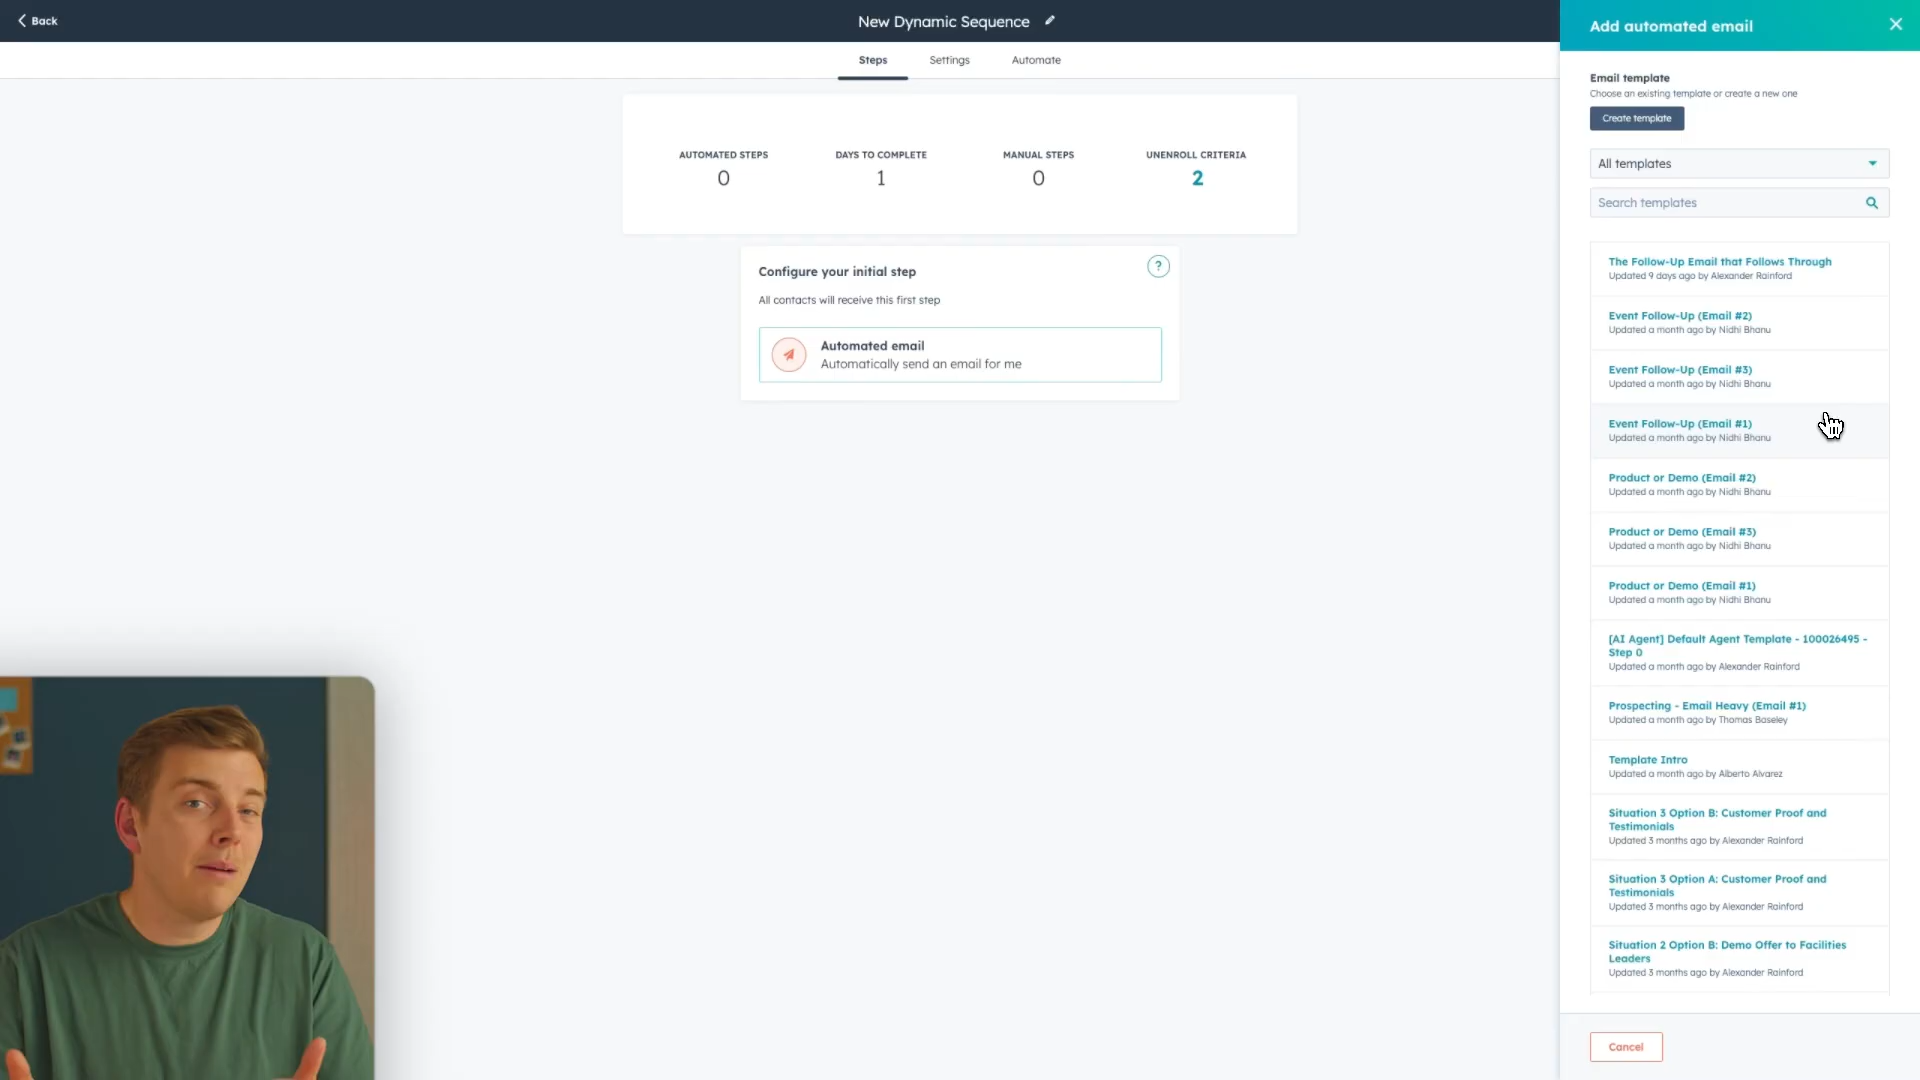 Back
New Dynamic Sequence
Add automated email
Steps
Settings
Automate
Email template
Choose an existing template or create a new one
Create template
All templates
Search templates
AUTOMATED STEPS
0
DAYS TO COMPLETE
1
MANUAL STEPS
0
UNENROLL CRITERIA
2
Configure your initial step
?
All contacts will receive this first step
Automated email
Automatically send an email for me
The Follow-Up Email that Follows Through
Updated 9 days ago by Alexander Rainford
Event Follow-Up (Email #2)
Updated a month ago by Nidhi Bhanu
Event Follow-Up (Email #3)
Updated a month ago by Nidhi Bhanu
Event Follow-Up (Email #1)
Updated a month ago by Nidhi Bhanu
Product or Demo (Email #2)
Updated a month ago by Nidhi Bhanu
Product or Demo (Email #3)
Updated a month ago by Nidhi Bhanu
Product or Demo (Email #1)
Updated a month ago by Nidhi Bhanu
[AI Agent] Default Agent Template - 100026495 -
Step 0
Updated a month ago by Alexander Rainford
Prospecting - Email Heavy (Email #1)
Updated a month ago by Thomas Baseley
Template Intro
Updated a month ago by Alberto Alvarez
Situation 3 Option B: Customer Proof and
Testimonials
Updated 3 months ago by Alexander Rainford
Situation 3 Option A: Customer Proof and
Testimonials
Updated 3 months ago by Alexander Rainford
Situation 2 Option B: Demo Offer to Facilities
Leaders
Updated 3 months ago by Alexander Rainford
Cancel